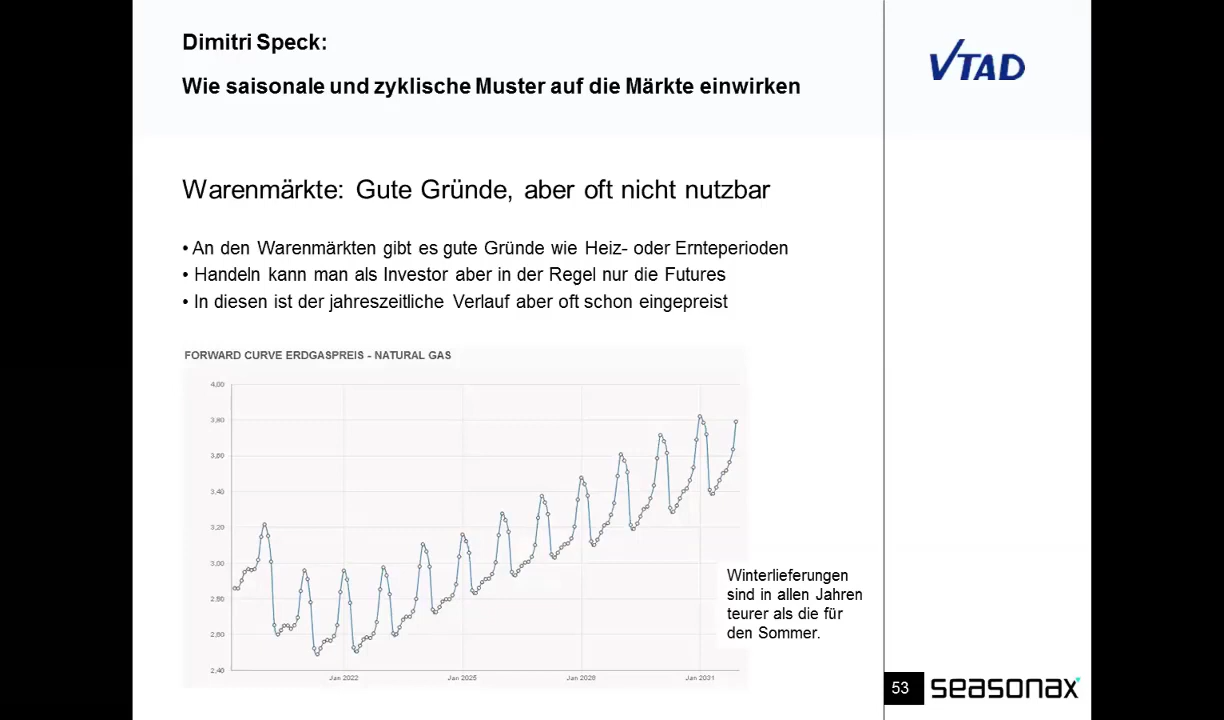 Dimitri Speck:
Wie saisonale und zyklische Muster auf die Märkte einwirken
VTAD
Warenmärkte: Gute Gründe, aber oft nicht nutzbar
• An den Warenmärkten gibt es gute Gründe wie Heiz- oder Ernteperioden
• Handeln kann man als Investor aber in der Regel nur die Futures
• In diesen ist der jahreszeitliche Verlauf aber oft schon eingepreist
FORWARD CURVE ERDGASPREIS - NATURAL GAS
4,00
3,80
3,60
3,40
3,20
3,00
2,80
2,60
2,40
Jan 2022
Jan 2025
Jan 2028
Jan 2031
Winterlieferungen
sind in allen Jahren
teurer als die für
den Sommer.
53
seasonax